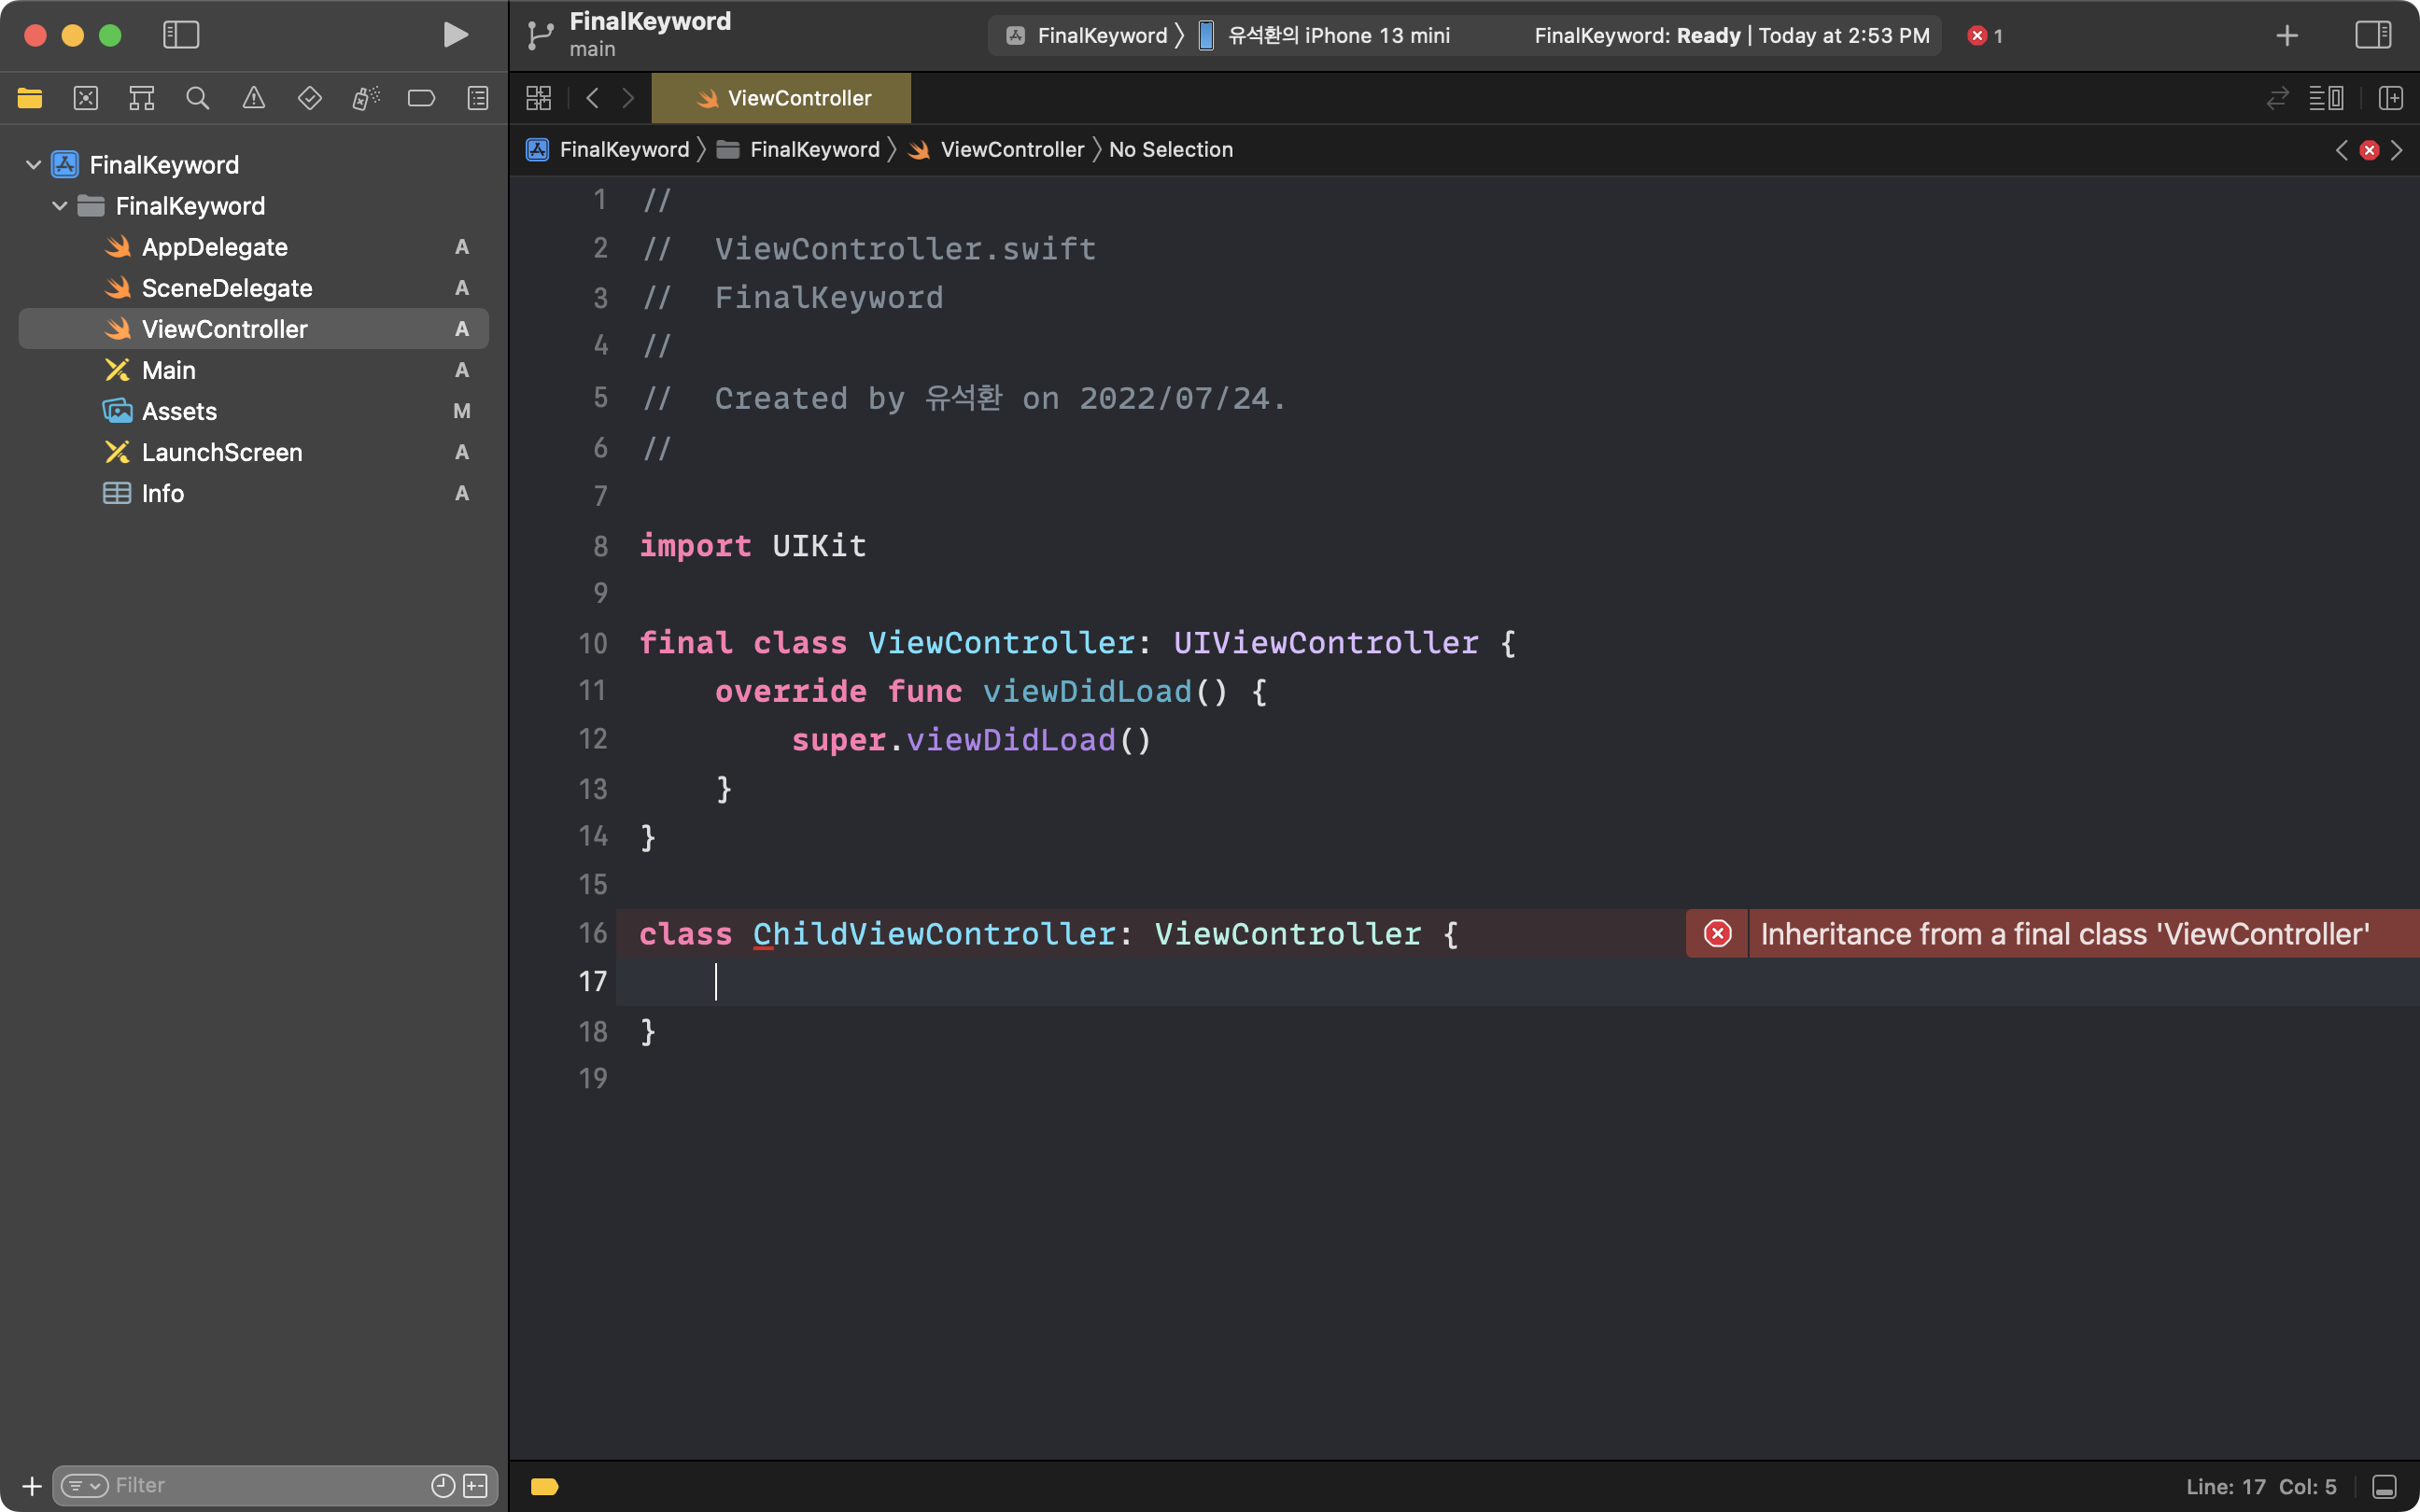 FinalKeyword
main
FinalKeyword 유석환의 iPhone 13 mini FinalKeyword: Ready | Today at 2:53 PM 1
ViewController
FinalKeyword FinalKeyword ViewController No Selection
FinalKeyword
FinalKeyword
AppDelegate A
SceneDelegate A
ViewController A
Main A
Assets M
LaunchScreen A
Info A
1 //
2 //  ViewController.swift
3 //  FinalKeyword
4 //
5 //  Created by 유석환 on 2022/07/24.
6 //
7
8 import UIKit
9
10 final class ViewController: UIViewController {
11     override func viewDidLoad() {
12         super.viewDidLoad()
13     }
14 }
15
16 class ChildViewController: ViewController { Inheritance from a final class 'ViewController'
17
18 }
19
Filter
Line: 17 Col: 5